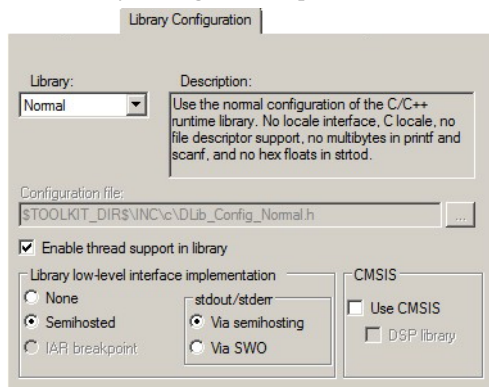 Library Configuration
Library:
Description:
Normal
Use the normal configuration of the C/C++
runtime library. No locale interface, C locale, no
file descriptor support, no multibytes in printf and
scanf, and no hex floats in strtod.
Configuration file:
$TOOLKIT_DIR$\INC\c\DLib_Config_Normal.h
...
Enable thread support in library
Library low-level interface implementation
CMSIS
None
stdout/stderr
Semihosted
Via semihosting
Use CMSIS
IAR breakpoint
Via SWO
DSP library